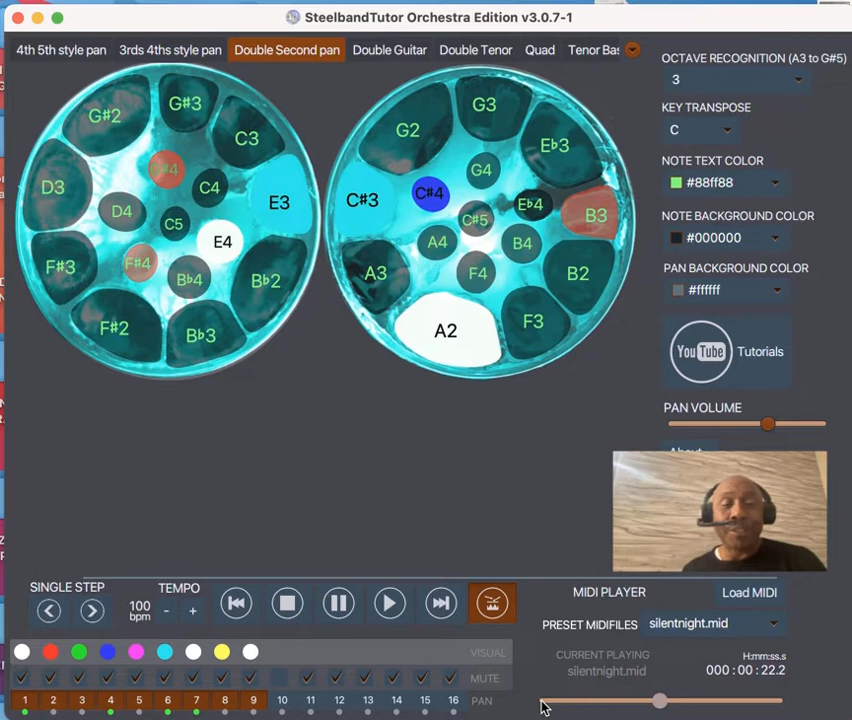 SteelbandTutor Orchestra Edition v3.0.7-1
4th 5th style pan
3rds 4ths style pan
Double Second pan
Double Guitar
Double Tenor
Quad
Tenor Bas
OCTAVE RECOGNITION (A3 to G#5)
3
KEY TRANSPOSE
C
NOTE TEXT COLOR
#88ff88
NOTE BACKGROUND COLOR
#000000
PAN BACKGROUND COLOR
#ffffff
You Tube
Tutorials
PAN VOLUME
G#2
G#3
C3
D3
G#4
C4
E3
D4
C5
E4
F#3
F#4
Bb4
Bb2
F#2
Bb3
G2
G3
Eb3
C#3
C#4
G4
Eb4
B3
C#5
A4
B4
A3
F4
B2
A2
F3
SINGLE STEP
TEMPO
100
bpm
-
+
MIDI PLAYER
Load MIDI
PRESET MIDIFILES
silentnight.mid
CURRENT PLAYING
H:mm:ss.s
silentnight.mid
000 : 00 : 22.2
VISUAL
MUTE
1 2 3 4 5 6 7 8 9 10 11 12 13 14 15 16
PAN